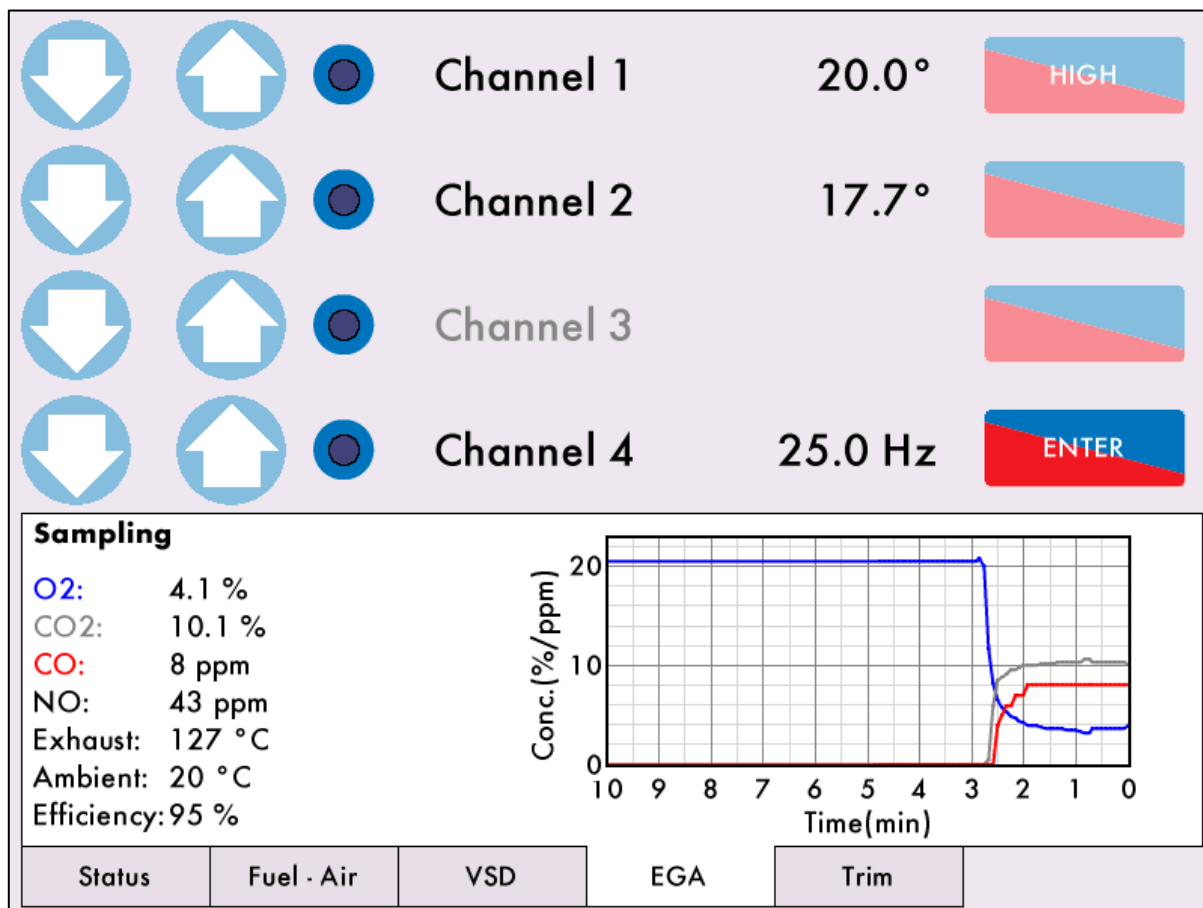 Channel 1 20.0° HIGH
Channel 2 17.7°
Channel 3
Channel 4 25.0 Hz ENTER
Sampling
O2: 4.1 %
CO2: 10.1 %
CO: 8 ppm
NO: 43 ppm
Exhaust: 127 °C
Ambient: 20 °C
Efficiency: 95 %
Conc.(%/ppm)
20
10
0
10 9 8 7 6 5 4 3 2 1 0
Time(min)
Status Fuel - Air VSD EGA Trim